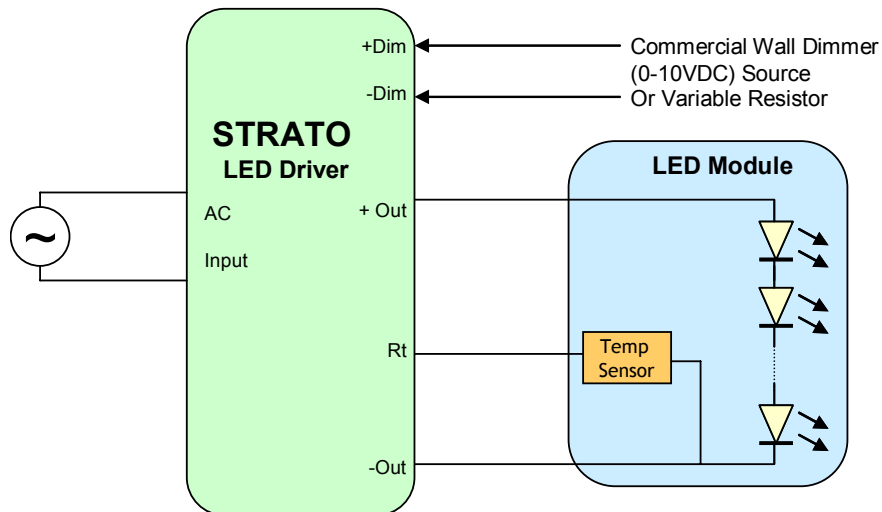 +Dim
-Dim
Commercial Wall Dimmer
(0-10VDC) Source
Or Variable Resistor
STRATO
LED Driver
LED Module
AC
Input
+ Out
~
Rt
Temp
Sensor
-Out